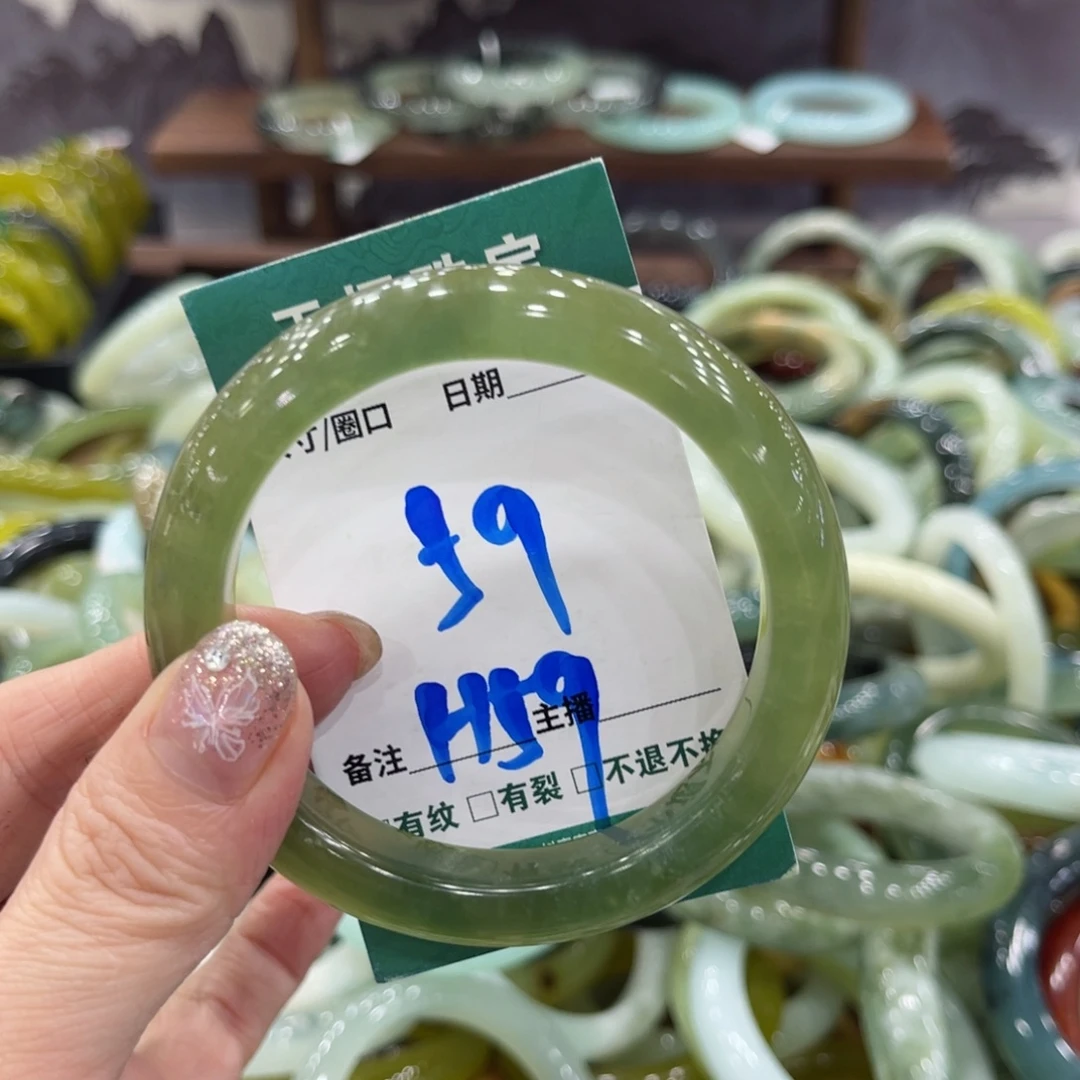 寸/圈口 日期
59
H59
备注 主播
有纹 □有裂 □不退不换